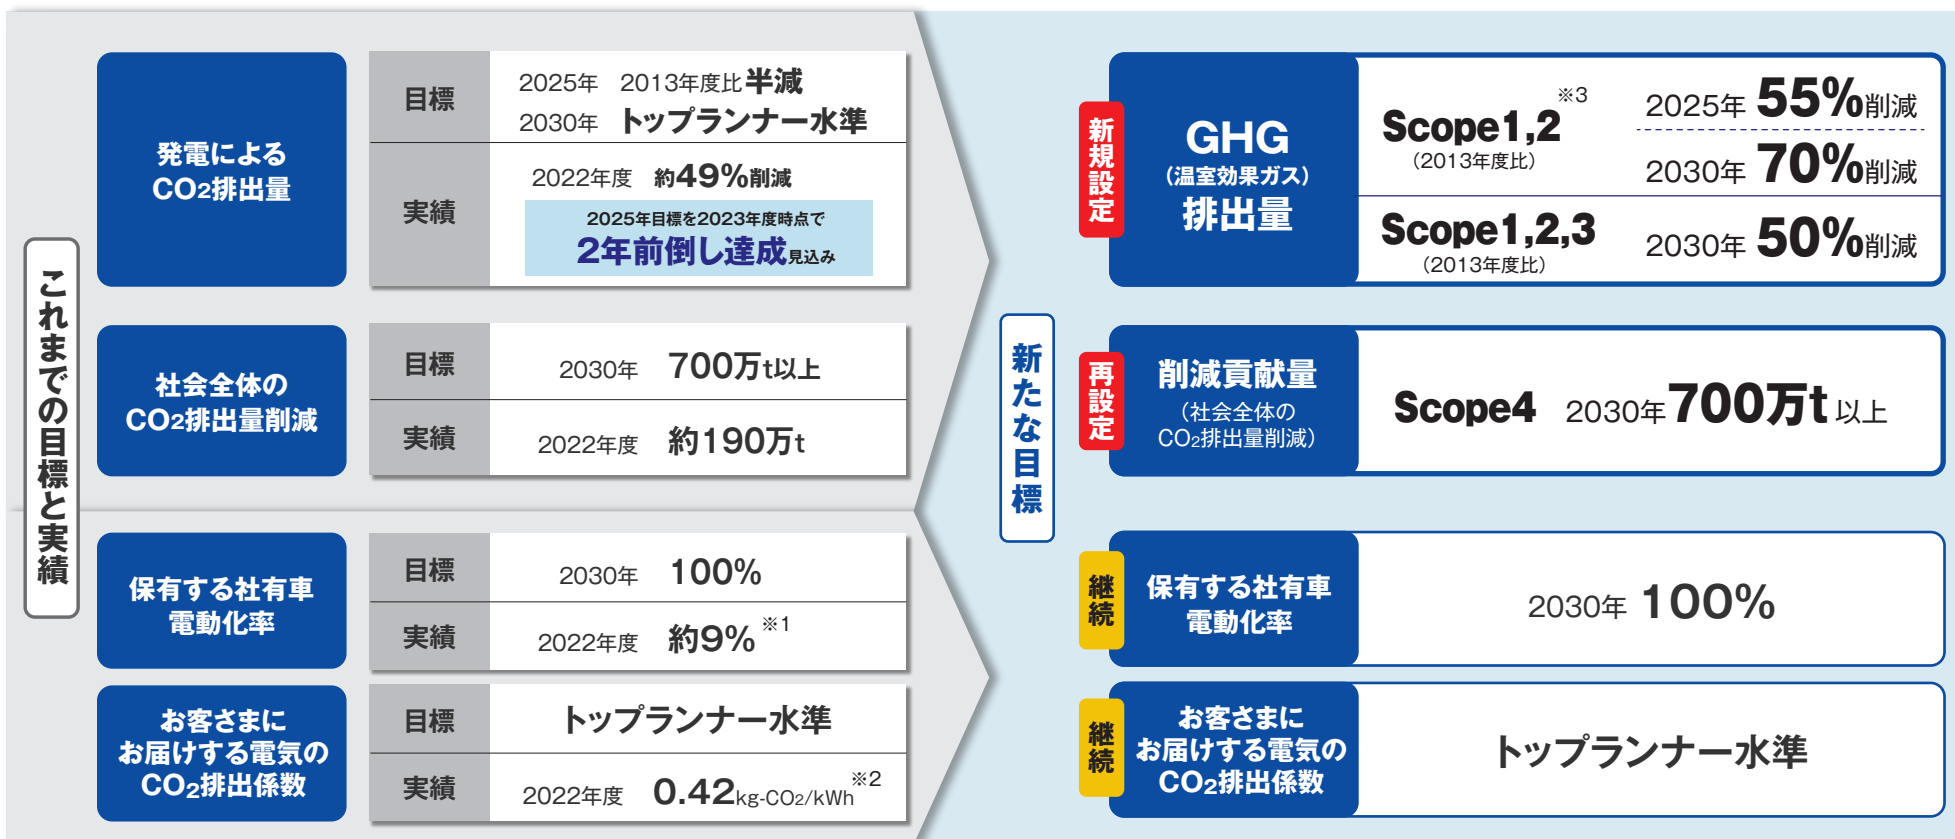 これまでの目標と実績
発電による
CO2排出量
目標
2025年 2013年度比半減
2030年 トップランナー水準
実績
2022年度 約49%削減
2025年目標を2023年度時点で
2年前倒し達成見込み
社会全体の
CO2排出量削減
目標
2030年 700万t以上
実績
2022年度 約190万t
保有する社有車
電動化率
目標
2030年 100%
実績
2022年度 約9%※1
お客さまに
お届けする電気の
CO2排出係数
目標
トップランナー水準
実績
2022年度 0.42kg-CO2/kWh※2
新たな目標
新規設定
GHG
(温室効果ガス)
排出量
Scope1,2※3
(2013年度比)
2025年 55%削減
2030年 70%削減
Scope1,2,3
(2013年度比)
2030年 50%削減
再設定
削減貢献量
(社会全体の
CO2排出量削減)
Scope4 2030年700万t以上
継続
保有する社有車
電動化率
2030年 100%
継続
お客さまに
お届けする電気の
CO2排出係数
トップランナー水準